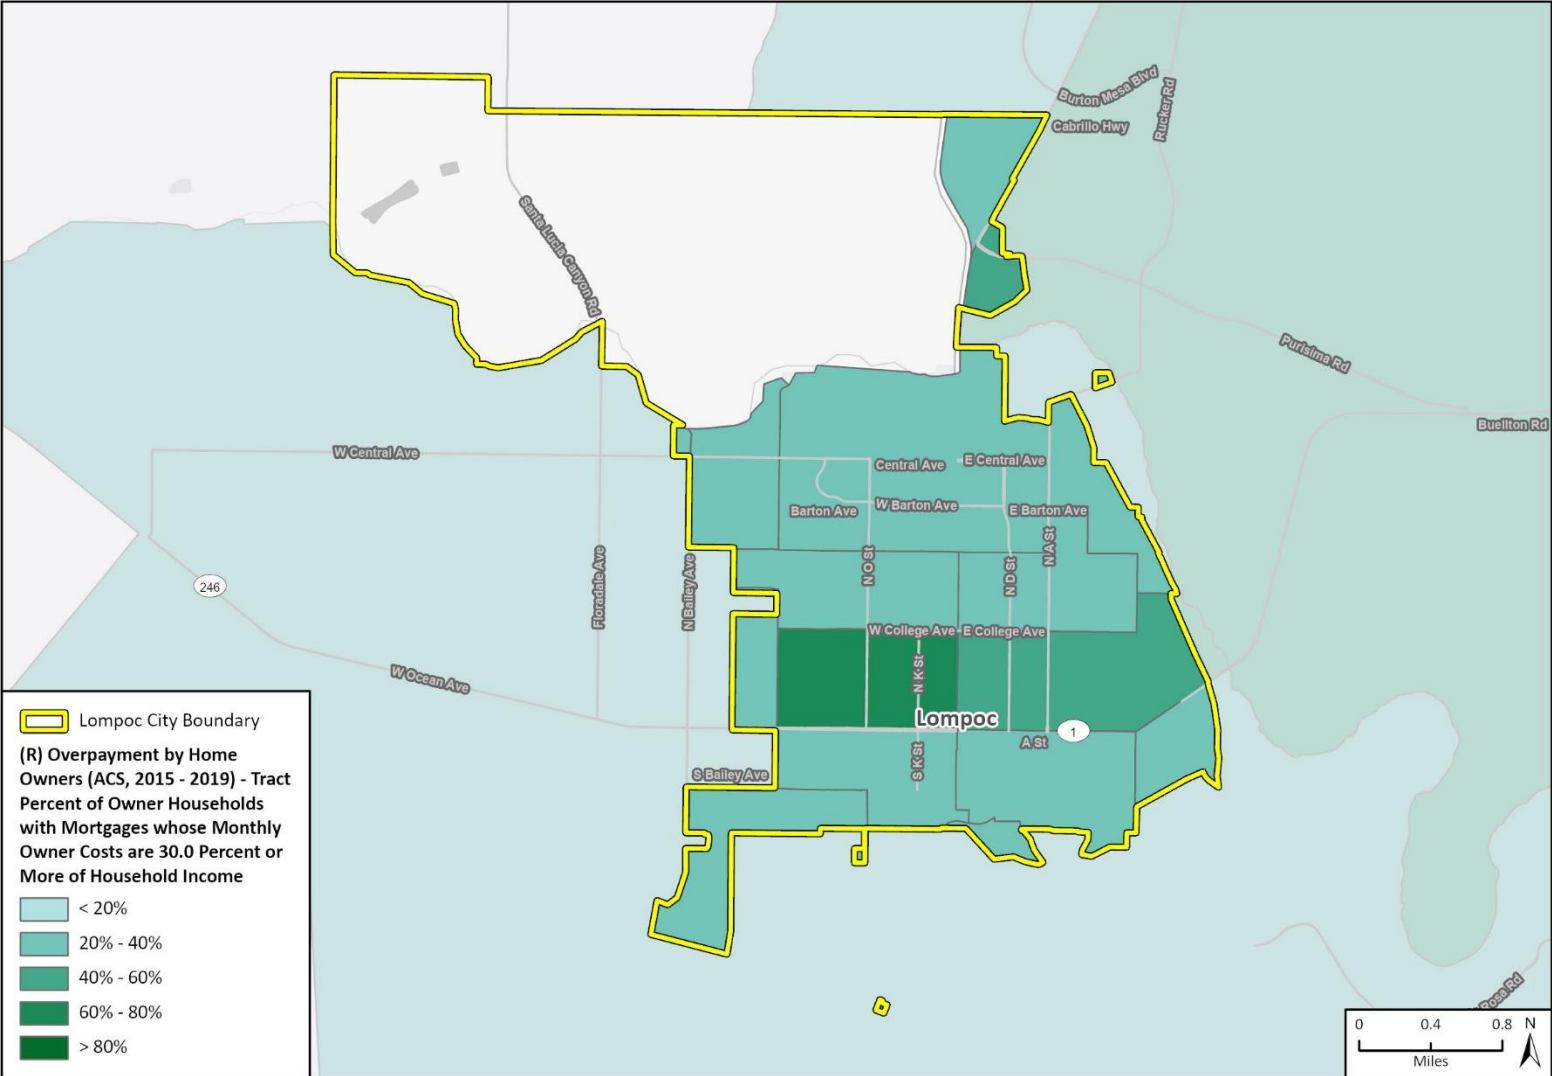 Burton Mesa Blvd
Rucker Rd
Cabrillo Hwy
Santa Lucia Canyon Rd
Purisima Rd
Buellton Rd
W Central Ave
Central Ave
E Central Ave
Barton Ave
W Barton Ave
E Barton Ave
N A St
N O St
N D St
Floradale Ave
N Bailey Ave
246
W College Ave
E College Ave
N K St
W Ocean Ave
Lompoc
1
A St
S K St
S Bailey Ave
Rosa Rd
Lompoc City Boundary
(R) Overpayment by Home
Owners (ACS, 2015 - 2019) - Tract
Percent of Owner Households
with Mortgages whose Monthly
Owner Costs are 30.0 Percent or
More of Household Income
< 20%
20% - 40%
40% - 60%
60% - 80%
> 80%
0 0.4 0.8 N
Miles